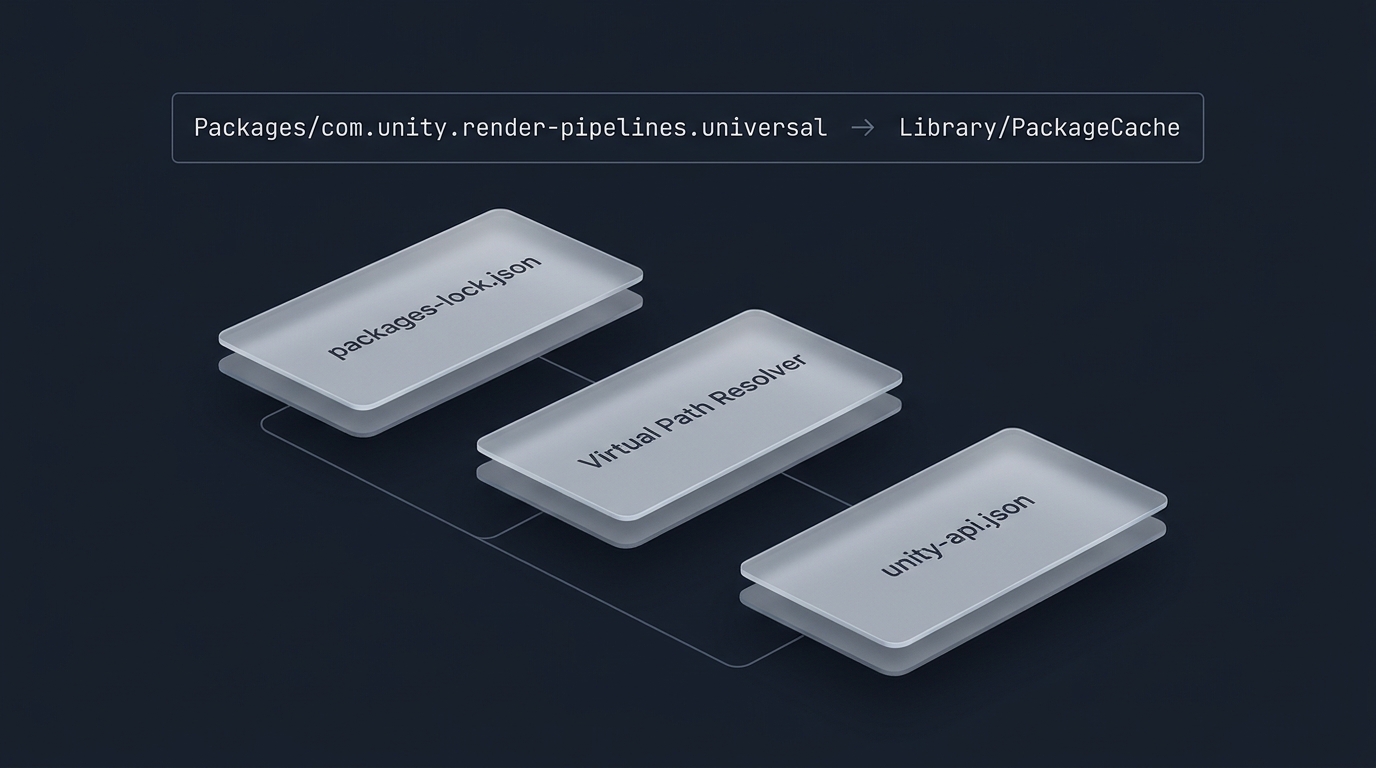 Packages/com.unity.render-pipelines.universal → Library/PackageCache
packages-lock.json
Virtual Path Resolver
unity-api.json